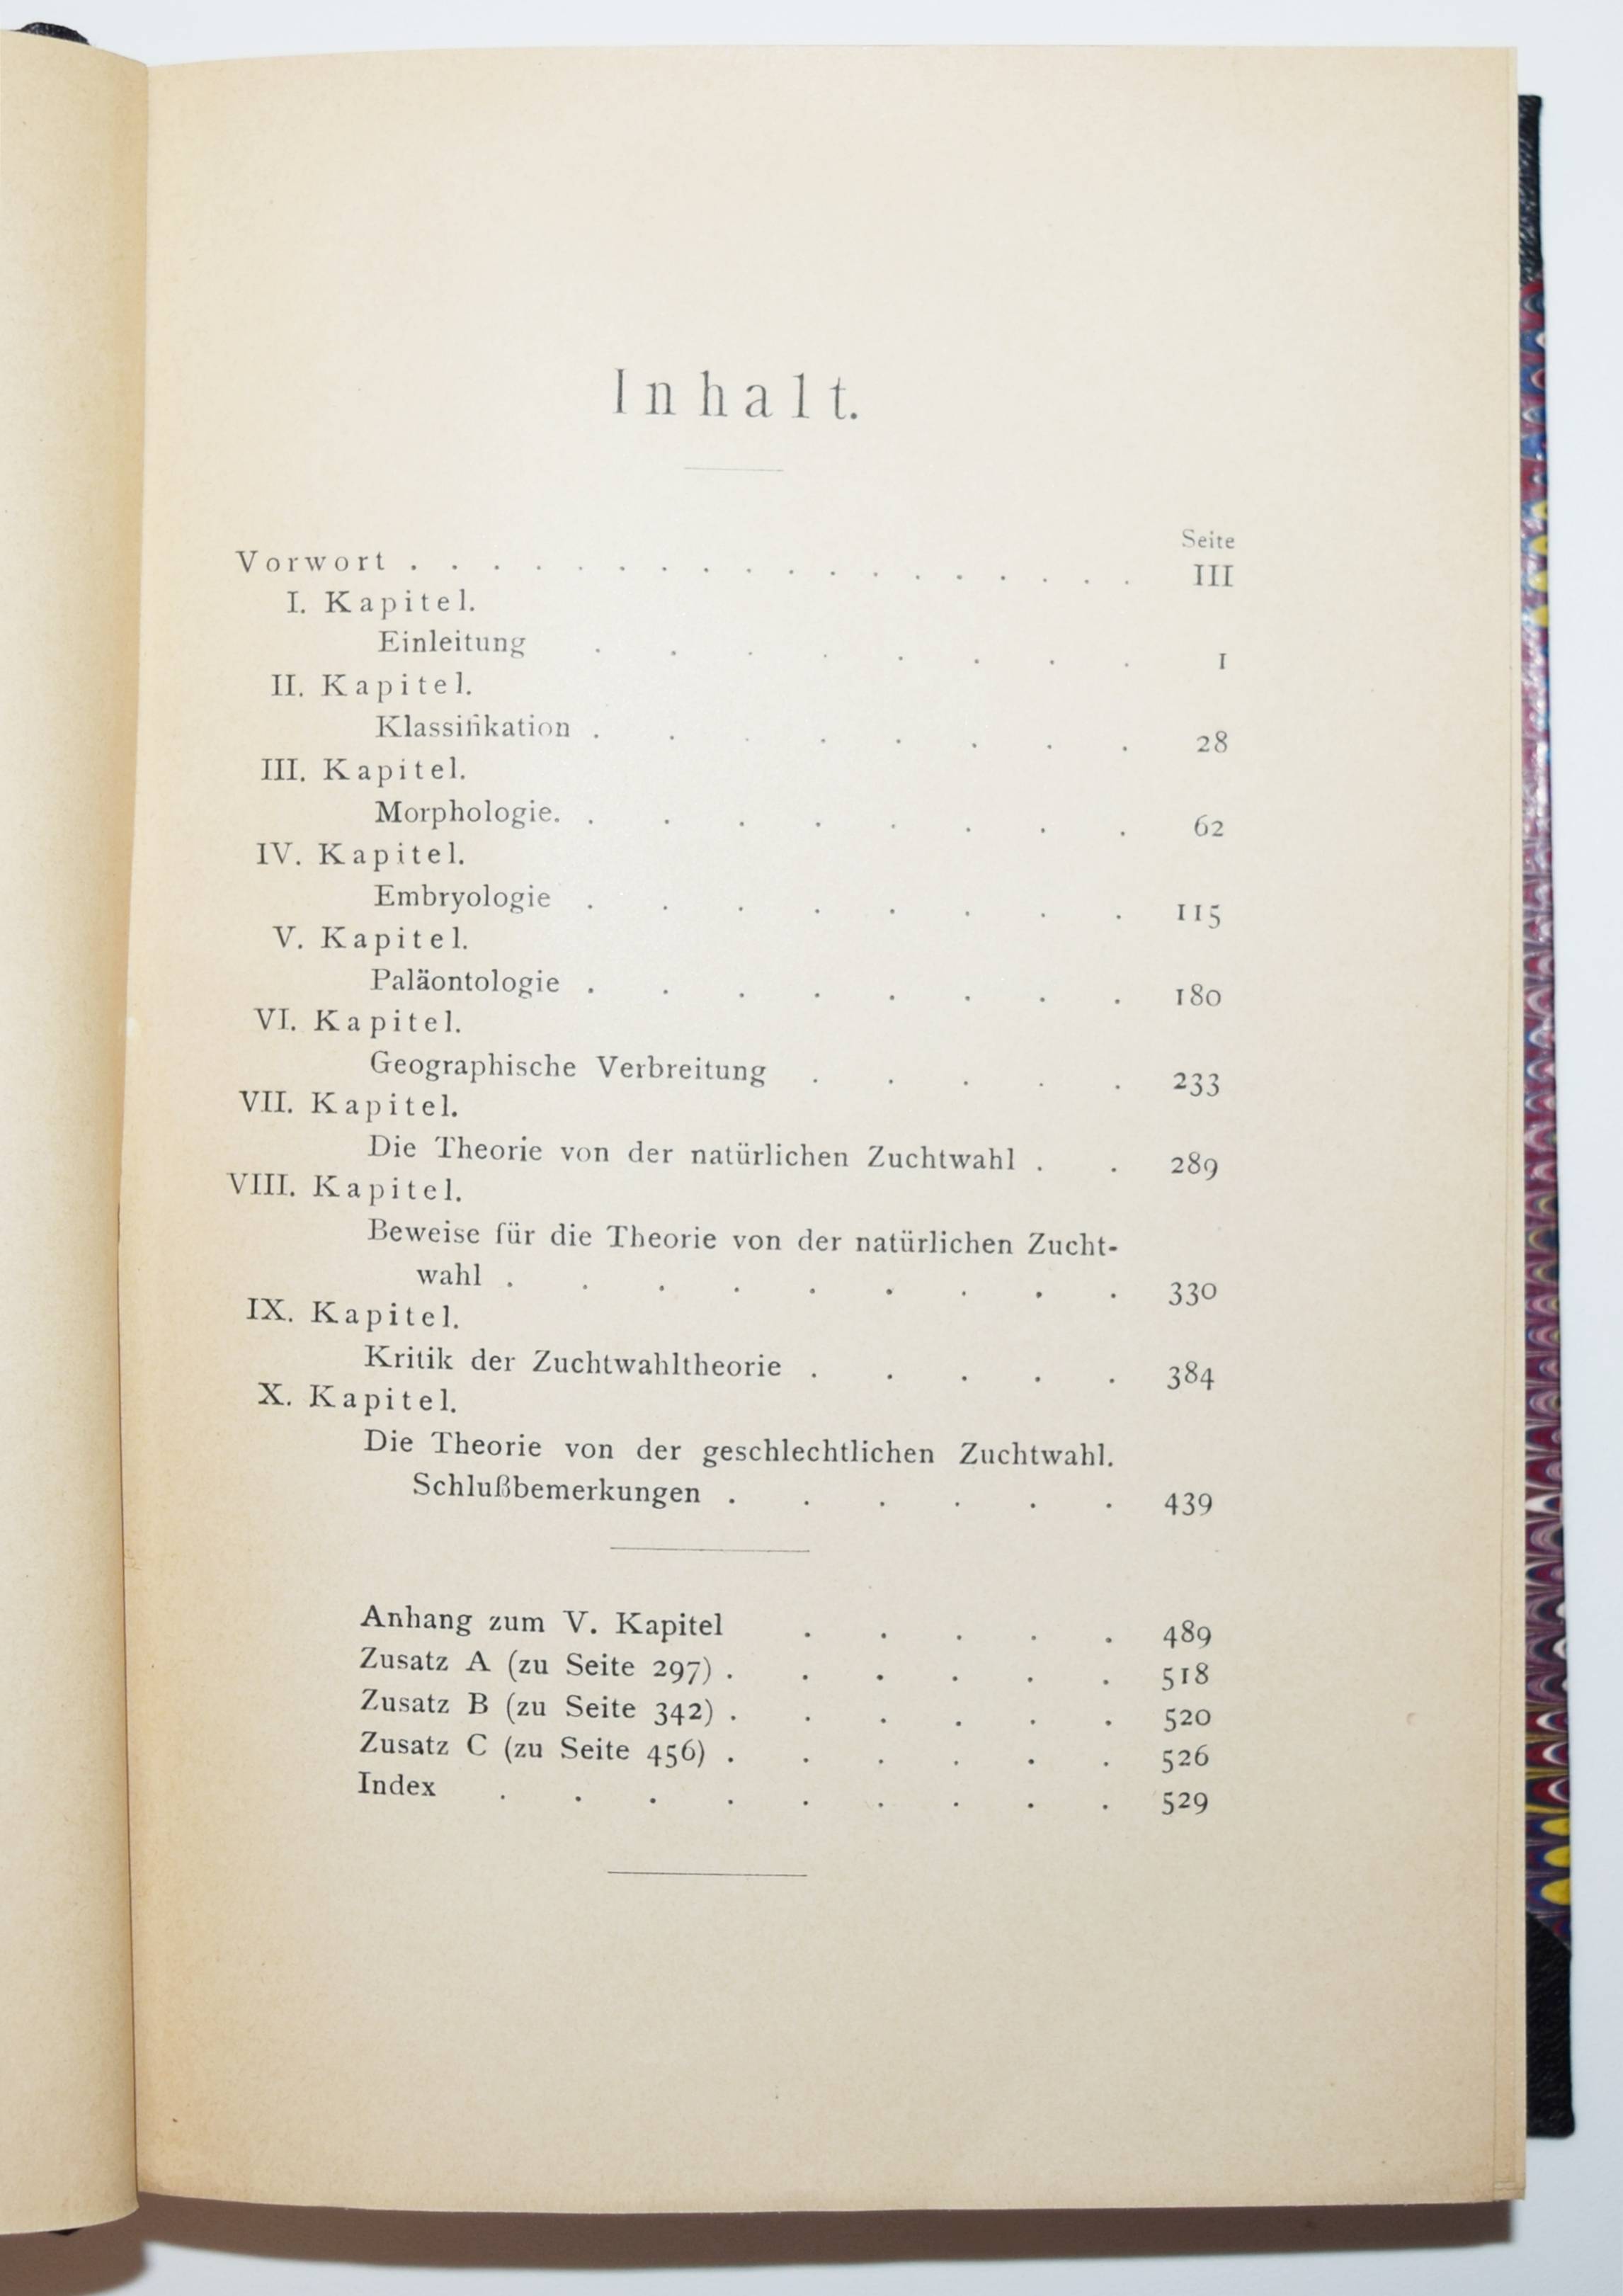 Inhalt.
Seite
Vorwort . . . . . . . . . . . . . . . . . . III
I. Kapitel.
Einleitung . . . . . . . . 1
II. Kapitel.
Klassifikation . . . . . . . . 28
III. Kapitel.
Morphologie. . . . . . . . . 62
IV. Kapitel.
Embryologie . . . . . . . . 115
V. Kapitel.
Paläontologie . . . . . . . . 180
VI. Kapitel.
Geographische Verbreitung . . . . . 233
VII. Kapitel.
Die Theorie von der natürlichen Zuchtwahl . . 289
VIII. Kapitel.
Beweise für die Theorie von der natürlichen Zucht-
wahl . . . . . . . . . 330
IX. Kapitel.
Kritik der Zuchtwahltheorie . . . . . 384
X. Kapitel.
Die Theorie von der geschlechtlichen Zuchtwahl.
Schlußbemerkungen . . . . . . 439
Anhang zum V. Kapitel . . . . . 489
Zusatz A (zu Seite 297) . . . . . . 518
Zusatz B (zu Seite 342) . . . . . . 520
Zusatz C (zu Seite 456) . . . . . . 526
Index . . . . . . . . . 529